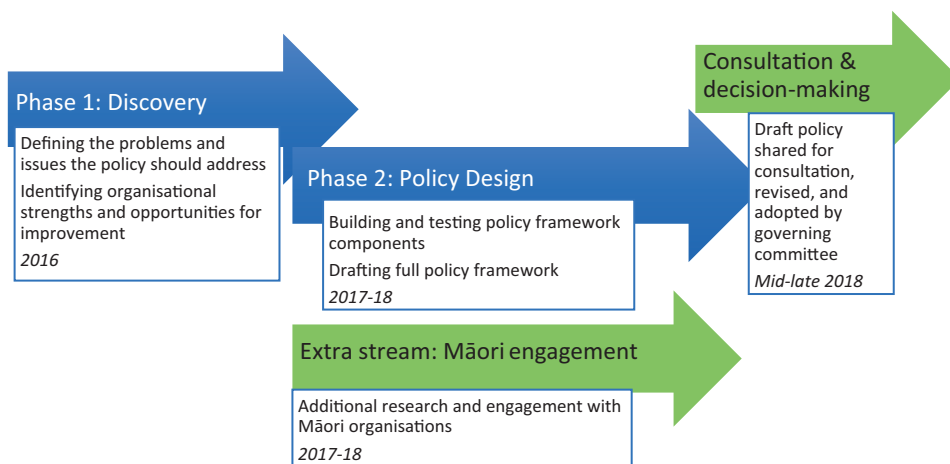 Phase 1: Discovery
Defining the problems and
issues the policy should address
Identifying organisational
strengths and opportunities for
improvement
2016
Phase 2: Policy Design
Building and testing policy framework
components
Drafting full policy framework
2017-18
Consultation &
decision-making
Draft policy
shared for
consultation,
revised, and
adopted by
governing
committee
Mid-late 2018
Extra stream: Māori engagement
Additional research and engagement with
Māori organisations
2017-18